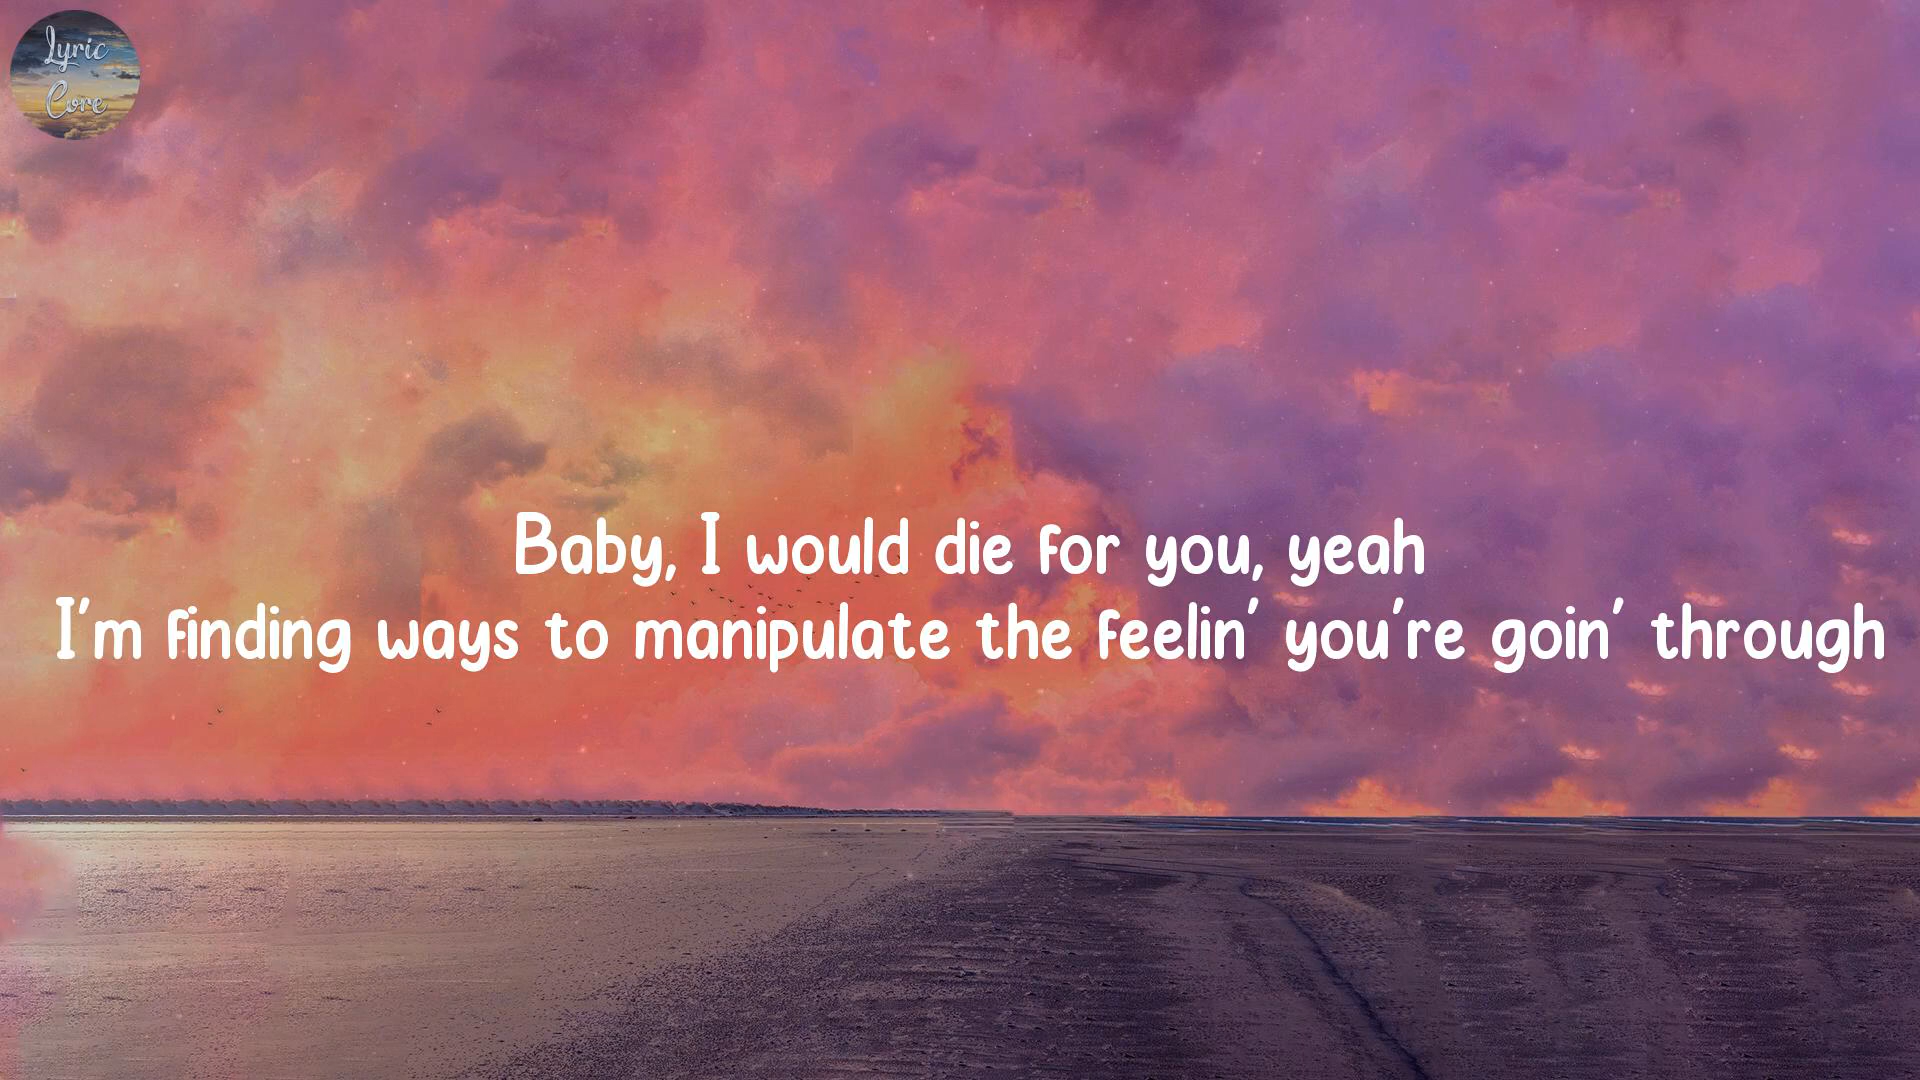 Lyric
Core
Baby, I would die for you, yeah
I'm finding ways to manipulate the feelin' you're goin' through